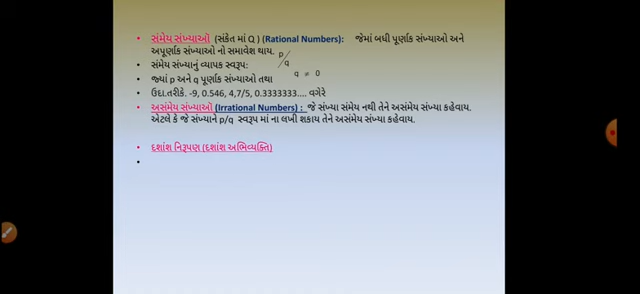 • સંમેય સંખ્યાઓ (સંકેત માં Q ) (Rational Numbers): જેમાં બધી પૂર્ણાંક સંખ્યાઓ અને
અપૂર્ણાંક સંખ્યાઓ નો સમાવેશ થાય.
• સંમેય સંખ્યાનું વ્યાપક સ્વરૂપ: p/q
• જ્યાં p અને q પૂર્ણાંક સંખ્યાઓ તથા q ≠ 0
• ઉદા.તરીકે. -9, 0.546, 4,7/5, 0.3333333.... વગેરે
• અસંમેય સંખ્યાઓ (Irrational Numbers) : જે સંખ્યા સંમેય નથી તેને અસંમેય સંખ્યા કહેવાય.
એટલે કે જે સંખ્યાને p/q સ્વરૂપ માં ના લખી શકાય તેને અસંમેય સંખ્યા કહેવાય.
• દશાંશ નિરૂપણ (દશાંશ અભિવ્યક્તિ)
•